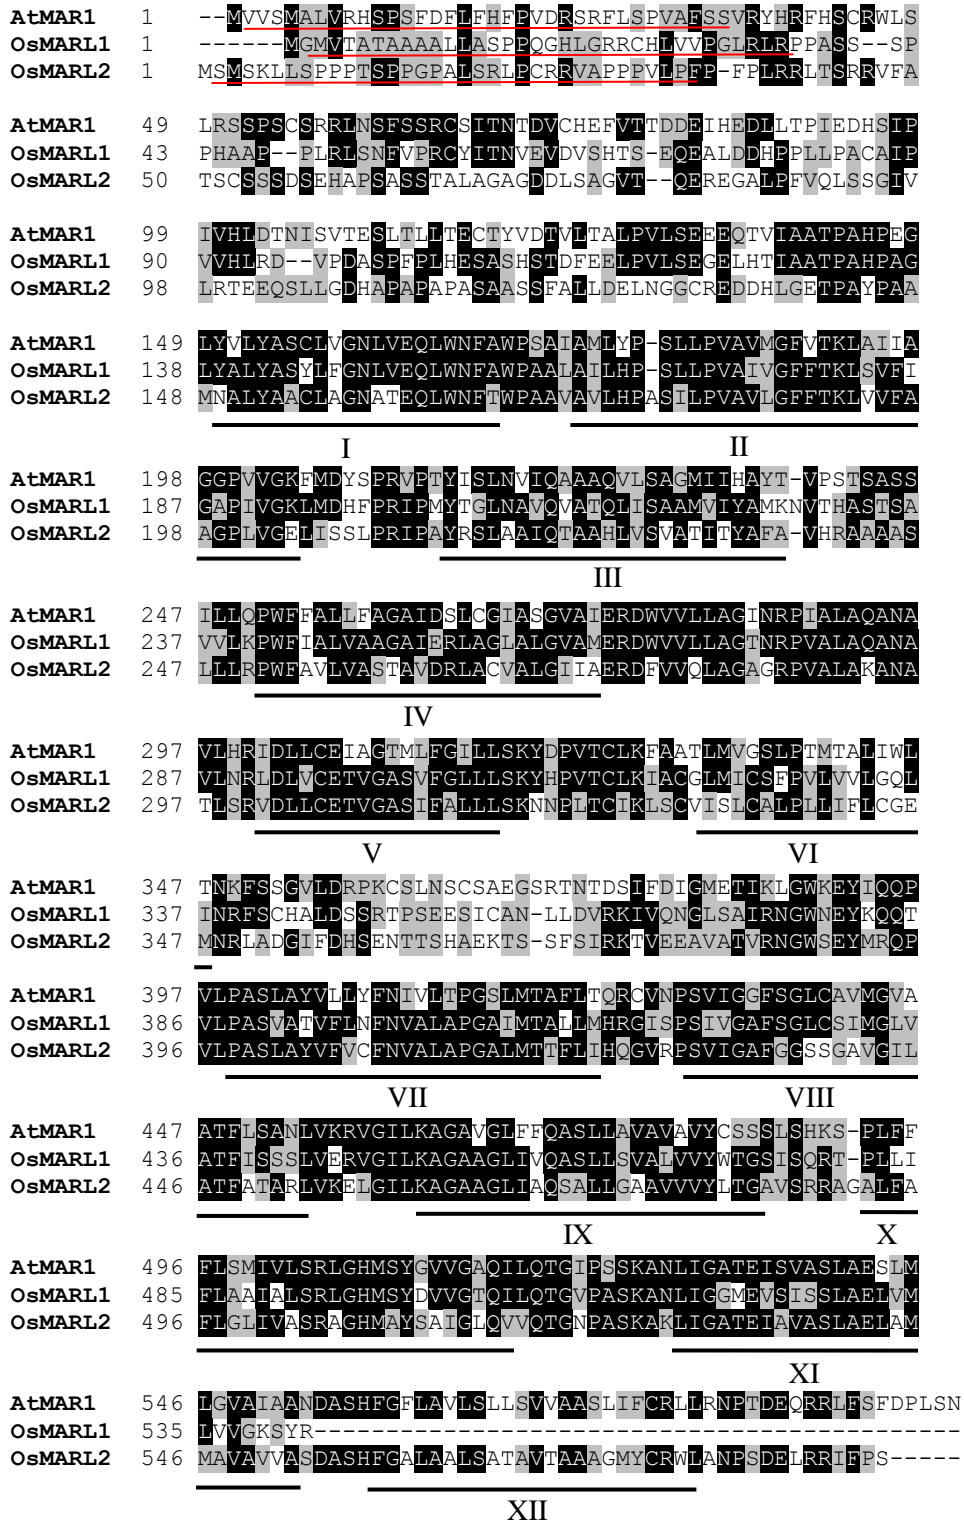 AtMAR1 1 --MVVSMALVRHSPSFDFLFHFPVDRSRFLSPVAFSSVRYHRFHSCRWLS
OsMARL1 1 ------MGMVTATAAAALLASPPQGHLGRRCHLVVPGLRLRPPASS--SP
OsMARL2 1 MSMSKLLSPPPTSPPGPALSRLPCRRVAPPPVLPFP-FPLRRLTSRRVFA
AtMAR1 49 LRSSPSCSRRLNSFSSRCSITNTDVCHEFVTTDDEIHEDLLTPIEDHSIP
OsMARL1 43 PHAAP--PLRLSNFVPRCYITNVEVDVSHTS-EQEALDDHPPLLPACAIP
OsMARL2 50 TSCSSSDSEHAPSASSTALAGAGDDLSAGVT--QEREGALPFVQLSSGIV
AtMAR1 99 IVHLDTNISVTESLTLLTECTYVDTVLTALPVLSEEEQTVIAATPAHPEG
OsMARL1 90 VVHLRD--VPDASPFPLHESASHSTDFEELPVLSEGELHTIAATPAHPAG
OsMARL2 98 LRTEEQSLLGDHAPAPAPASAASSFALLDELNGGCREDDHLGETPAYPAA
AtMAR1 149 LYVLYASCLVGNLVEQLWNFAWPSAIAMLYP-SLLPVAVMGFVTKLAIIA
OsMARL1 138 LYALYASYLFGNLVEQLWNFAWPAALAILHP-SLLPVAIVGFFTKLSVFI
OsMARL2 148 MNALYAACLAGNATEQLWNFTWPAAVAVLHPASILPVAVLGFFTKLVVFA
I II
AtMAR1 198 GGPVVGKFMDYSPRVPTYISLNVIQAAAQVLSAGMIIHAYT-VPSTSASS
OsMARL1 187 GAPIVGKLMDHFPRIPMYTGLNAVQVATQLISAAMVIYAMKNVTHASTSA
OsMARL2 198 AGPLVGELISSLPRIPAYRSLAAIQTAAHLVSVATITYAFA-VHRAAAAS
III
AtMAR1 247 ILLQPWFFALLFAGAIDSLCGIASGVAIERDWVVLLAGINRPIALAQANA
OsMARL1 237 VVLKPWFIALVAAGAIERLAGLALGVAMERDWVVLLAGTNRPVALAQANA
OsMARL2 247 LLLRPWFAVLVASTAVDRLACVALGIIAERDFVVQLAGAGRPVALAKANA
IV
AtMAR1 297 VLHRIDLLCEIAGTMLFGILLSKYDPVTCLKFAATLMVGSLPTMTALIWL
OsMARL1 287 VLNRLDLVCETVGASVFGLLLSKYHPVTCLKIACGLMICSFPVLVVLGQL
OsMARL2 297 TLSRVDLLCETVGASIFALLLSKNNPLTCIKLSCVISLCALPLLIFLCGE
V VI
AtMAR1 347 TNKFSSGVLDRPKCSLNSCSAEGSRTNTDSIFDIGMETIKLGWKEYIQQP
OsMARL1 337 INRFSCHALDSSRTPSEESICAN-LLDVRKIVQNGLSAIRNGWNEYKQQT
OsMARL2 347 MNRLADGIFDHSENTTSHAEKTS-SFSIRKTVEEAVATVRNGWSEYMRQP
AtMAR1 397 VLPASLAYVLLYFNIVLTPGSLMTAFLTQRCVNPSVIGGFSGLCAVMGVA
OsMARL1 386 VLPASVATVFLNFNVALAPGAIMTALLMHRGISPSIVGAFSGLCSIMGLV
OsMARL2 396 VLPASLAYVFVCFNVALAPGALMTTFLIHQGVRPSVIGAFGGSSGAVGIL
VII VIII
AtMAR1 447 ATFLSANLVKRVGILKAGAVGLFFQASLLAVAVAVYCSSSLSHKS-PLFF
OsMARL1 436 ATFISSSLVERVGILKAGAAGLIVQASLLSVALVVYWTGSISQRT-PLLI
OsMARL2 446 ATFATARLVKELGILKAGAAGLIAQSALLGAAVVVYLTGAVSRRAGALFA
IX X
AtMAR1 496 FLSMIVLSRLGHMSYGVVGAQILQTGIPSSKANLIGATEISVASLAESLM
OsMARL1 485 FLAAIALSRLGHMSYDVVGTQILQTGVPASKANLIGGMEVSISSLAELVM
OsMARL2 496 FLGLIVASRAGHMAYSAIGLQVVQTGNPASKAKLIGATEIAVASLAELAM
XI
AtMAR1 546 LGVAIAANDASHFGFLAVLSLLSVVAASLIFCRLLRNPTDEQRRLFSFDPLSN
OsMARL1 535 LVVGKSYR---------------------------------------------
OsMARL2 546 MAVAVVASDASHFGALAALSATAVTAAAGMYCRWLANPSDELRRIFPS-----
XII